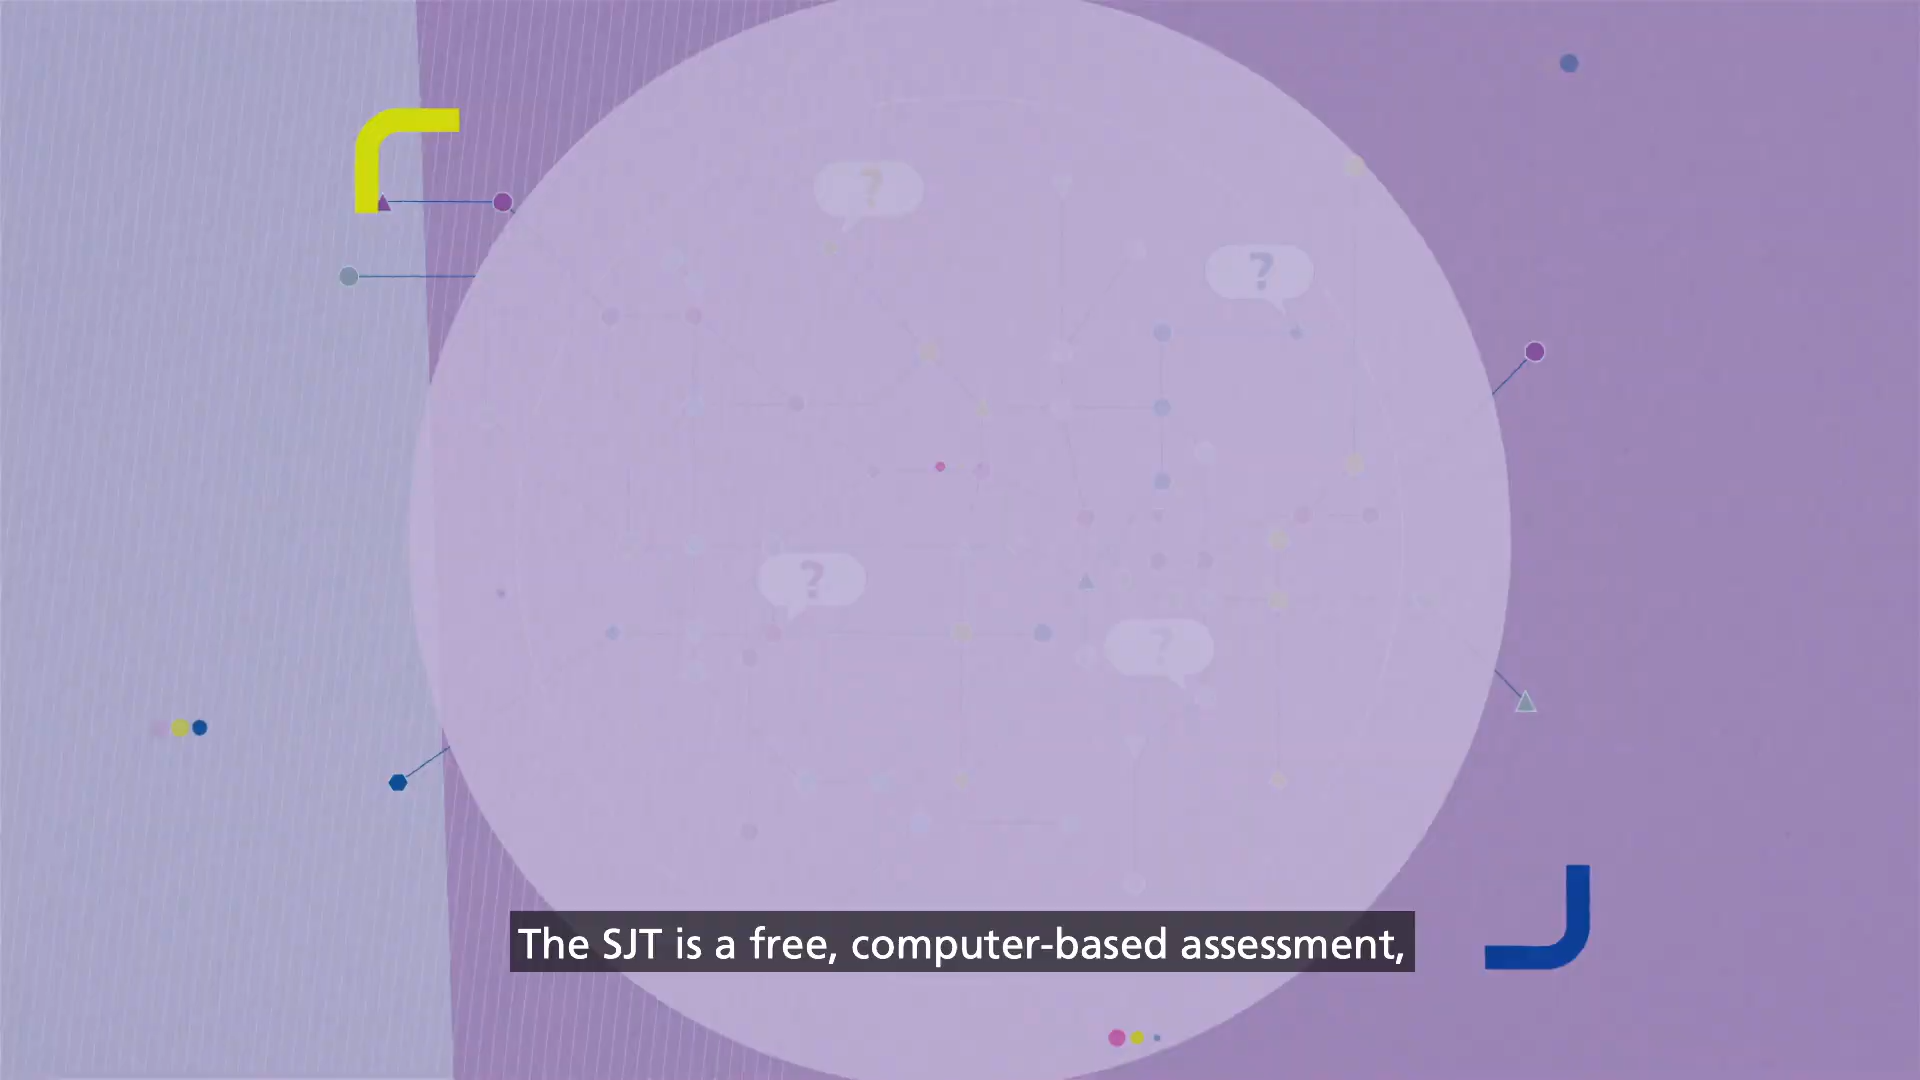 ?
?
?
?
The SJT is a free, computer-based assessment,